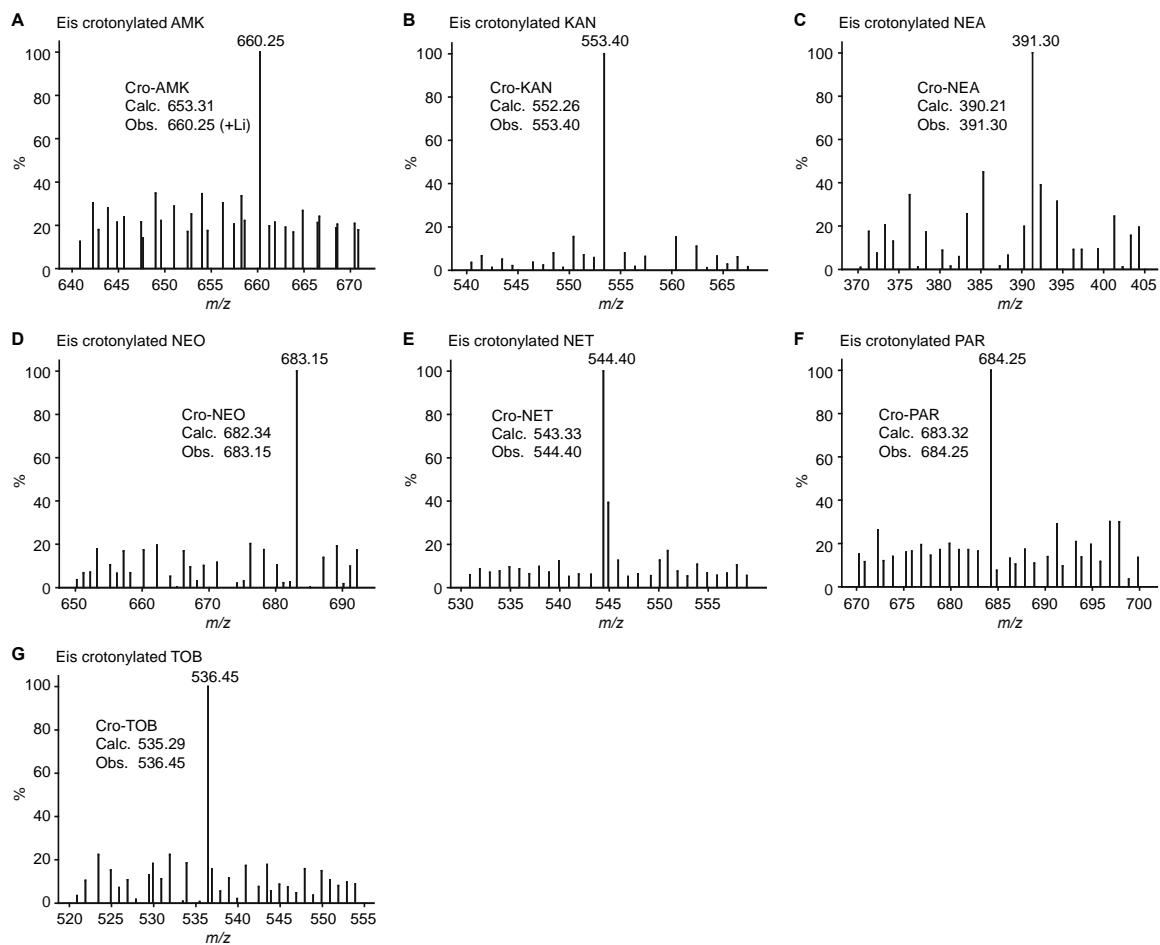 A Eis crotonylated AMK
660.25
100
80
60
40
20
0
%
Cro-AMK
Calc. 653.31
Obs. 660.25 (+Li)
640 645 650 655 660 665 670
m/z
B Eis crotonylated KAN
553.40
100
80
60
40
20
0
%
Cro-KAN
Calc. 552.26
Obs. 553.40
540 545 550 555 560 565
m/z
C Eis crotonylated NEA
391.30
100
80
60
40
20
0
%
Cro-NEA
Calc. 390.21
Obs. 391.30
370 375 380 385 390 395 400 405
m/z
D Eis crotonylated NEO
683.15
100
80
60
40
20
0
%
Cro-NEO
Calc. 682.34
Obs. 683.15
650 660 670 680 690
m/z
E Eis crotonylated NET
544.40
100
80
60
40
20
0
%
Cro-NET
Calc. 543.33
Obs. 544.40
530 535 540 545 550 555
m/z
F Eis crotonylated PAR
684.25
100
80
60
40
20
0
%
Cro-PAR
Calc. 683.32
Obs. 684.25
670 675 680 685 690 695 700
m/z
G Eis crotonylated TOB
536.45
100
80
60
40
20
0
%
Cro-TOB
Calc. 535.29
Obs. 536.45
520 525 530 535 540 545 550 555
m/z